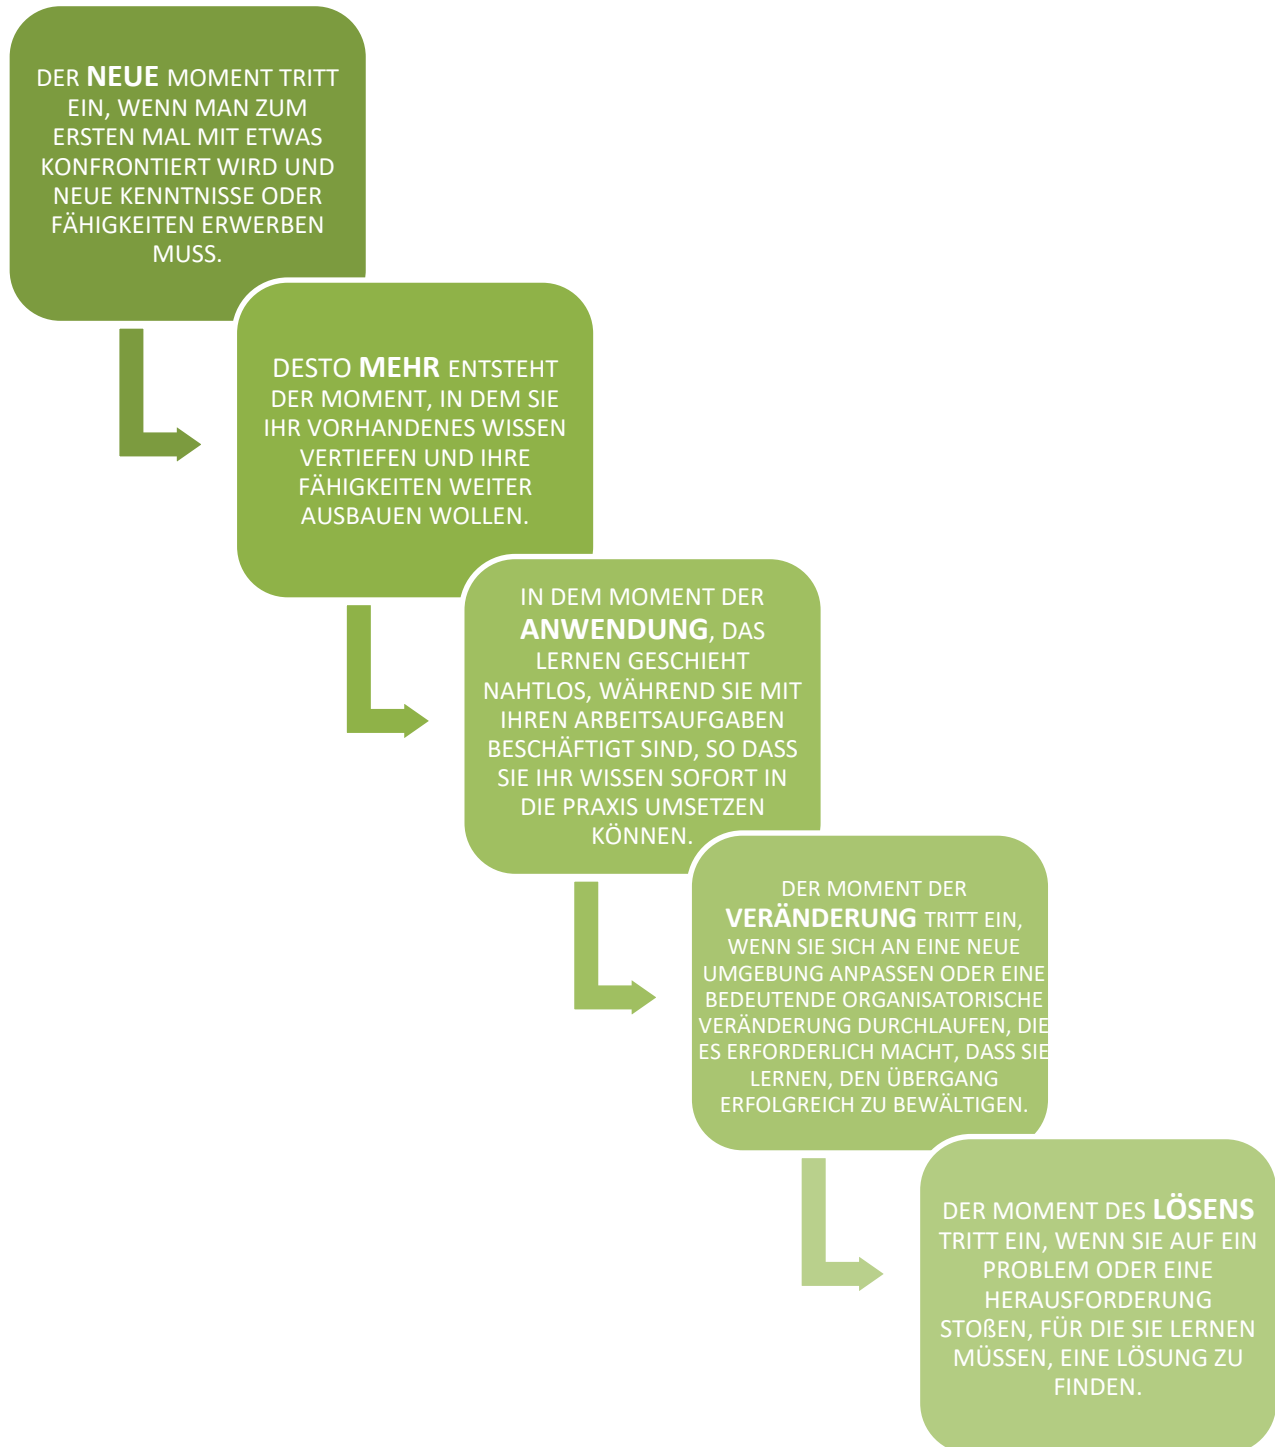 DER NEUE MOMENT TRITT
EIN, WENN MAN ZUM
ERSTEN MAL MIT ETWAS
KONFRONTIERT WIRD UND
NEUE KENNTNISSE ODER
FÄHIGKEITEN ERWERBEN
MUSS.
DESTO MEHR ENTSTEHT
DER MOMENT, IN DEM SIE
IHR VORHANDENES WISSEN
VERTIEFEN UND IHRE
FÄHIGKEITEN WEITER
AUSBAUEN WOLLEN.
IN DEM MOMENT DER
ANWENDUNG, DAS
LERNEN GESCHIEHT
NAHTLOS, WÄHREND SIE MIT
IHREN ARBEITSAUFGABEN
BESCHÄFTIGT SIND, SO DASS
SIE IHR WISSEN SOFORT IN
DIE PRAXIS UMSETZEN
KÖNNEN.
DER MOMENT DER
VERÄNDERUNG TRITT EIN,
WENN SIE SICH AN EINE NEUE
UMGEBUNG ANPASSEN ODER EINE
BEDEUTENDE ORGANISATORISCHE
VERÄNDERUNG DURCHLAUFEN, DIE
ES ERFORDERLICH MACHT, DASS SIE
LERNEN, DEN ÜBERGANG
ERFOLGREICH ZU BEWÄLTIGEN.
DER MOMENT DES LÖSENS
TRITT EIN, WENN SIE AUF EIN
PROBLEM ODER EINE
HERAUSFORDERUNG
STOßEN, FÜR DIE SIE LERNEN
MÜSSEN, EINE LÖSUNG ZU
FINDEN.